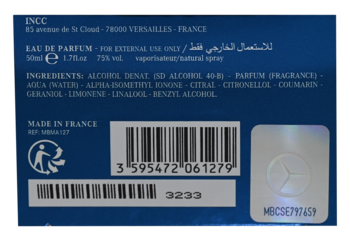 INCC
85 avenue de St Cloud - 78000 VERSAILLES - FRANCE
EAU DE PARFUM - FOR EXTERNAL USE ONLY / للاستعمال الخارجي فقط
50ml e 1.7fl.oz 75% vol. vaporisateur/natural spray
INGREDIENTS: ALCOHOL DENAT. (SD ALCOHOL 40-B) - PARFUM (FRAGRANCE) -
AQUA (WATER) - ALPHA-ISOMETHYL IONONE - CITRAL - CITRONELLOL - COUMARIN -
GERANIOL - LIMONENE - LINALOOL - BENZYL ALCOHOL.
MADE IN FRANCE
REF: MBMA127
3 595472 061279
3233
MBCSE797659